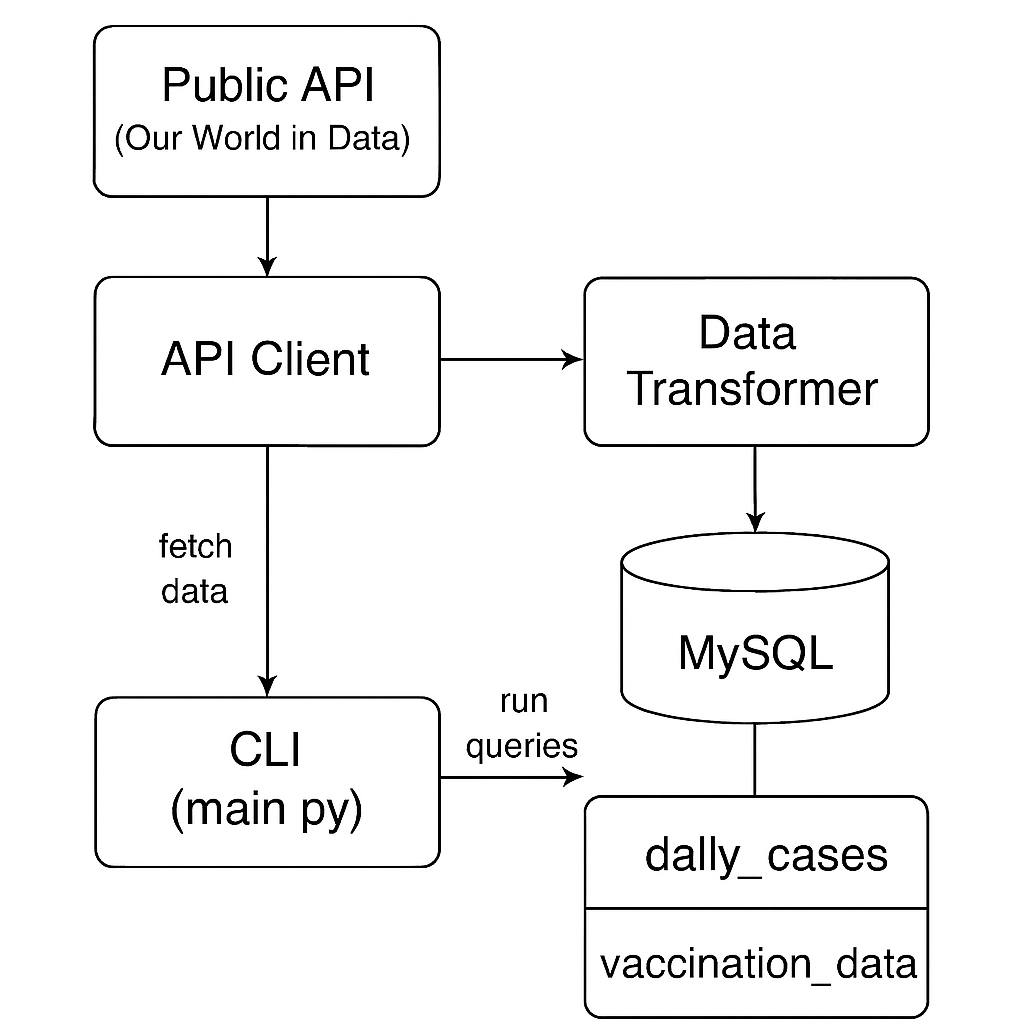 Public API
(Our World in Data)
API Client
Data
Transformer
fetch
data
MySQL
run
queries
CLI
(main py)
dally_cases
vaccination_data